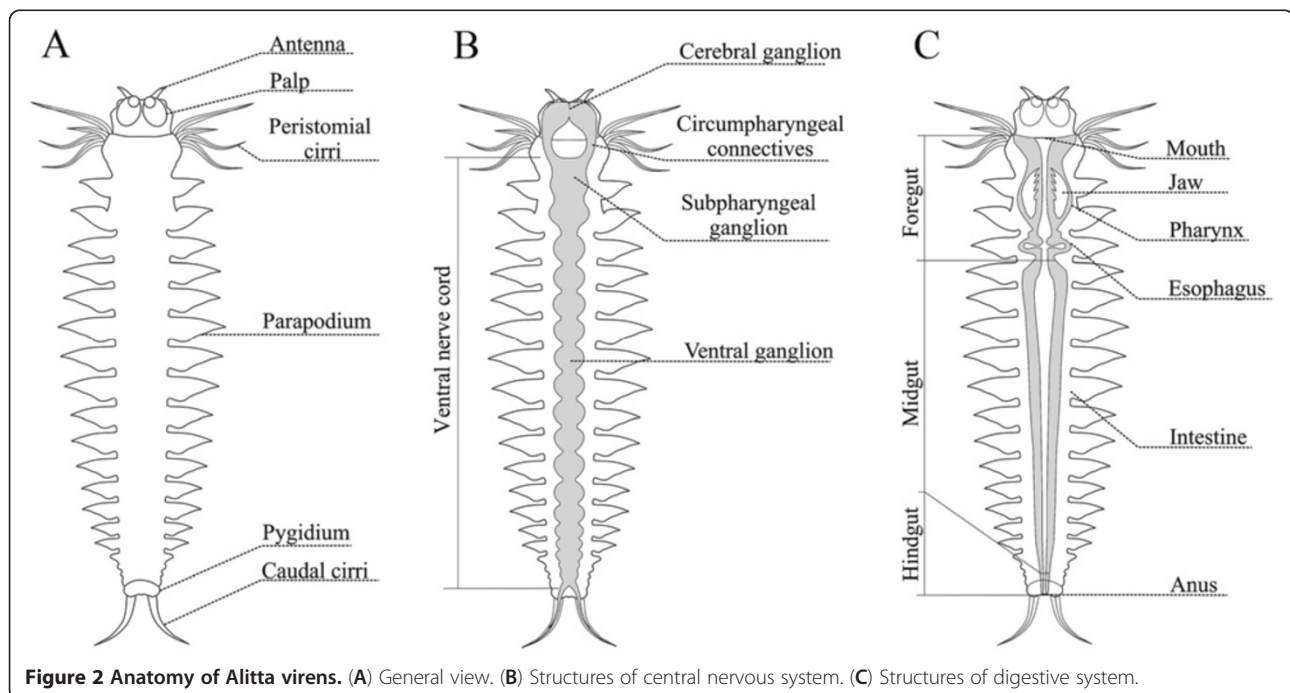 A
Antenna
Palp
Peristomial
cirri
Parapodium
Pygidium
Caudal cirri
B
Cerebral ganglion
Circumpharyngeal
connectives
Subpharyngeal
ganglion
Ventral nerve cord
Ventral ganglion
C
Mouth
Jaw
Pharynx
Esophagus
Intestine
Anus
Foregut
Midgut
Hindgut
Figure 2 Anatomy of Alitta virens. (A) General view. (B) Structures of central nervous system. (C) Structures of digestive system.